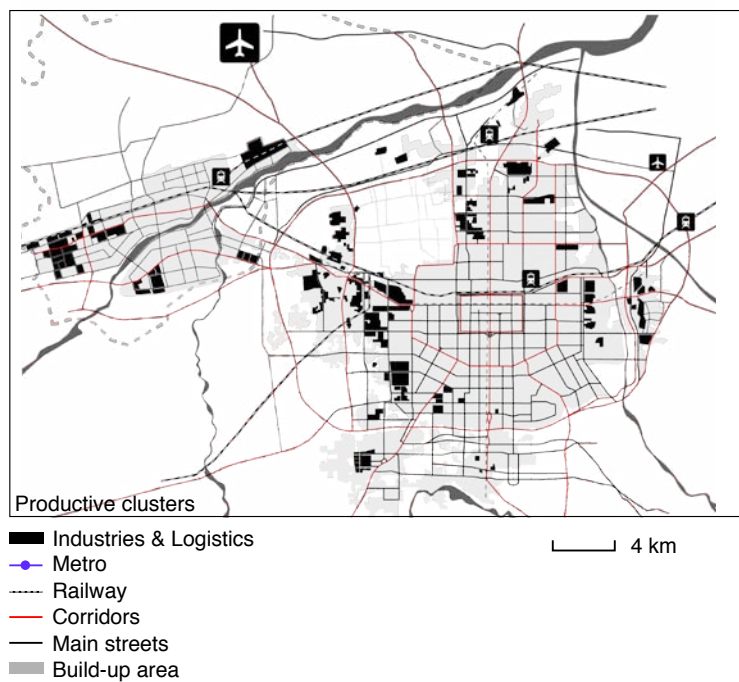 Productive clusters
Industries & Logistics
Metro
Railway
Corridors
Main streets
Build-up area
4 km